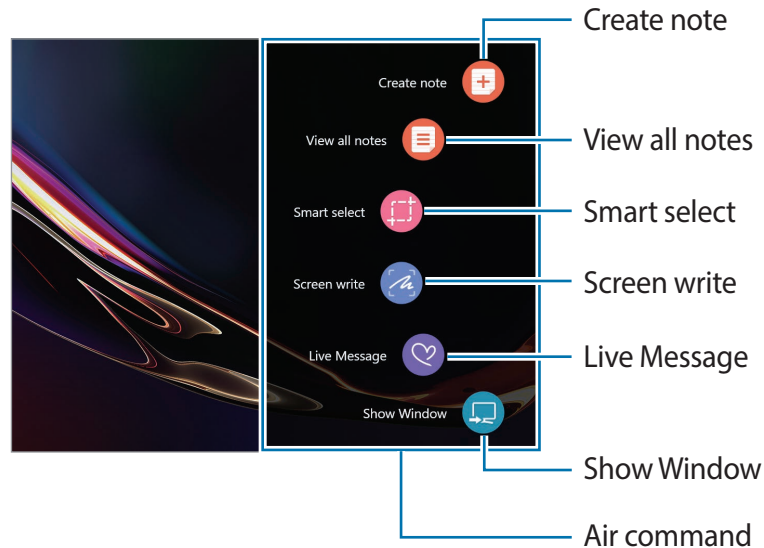 Create note
Create note
View all notes
View all notes
Smart select
Smart select
Screen write
Screen write
Live Message
Live Message
Show Window
Show Window
Air command